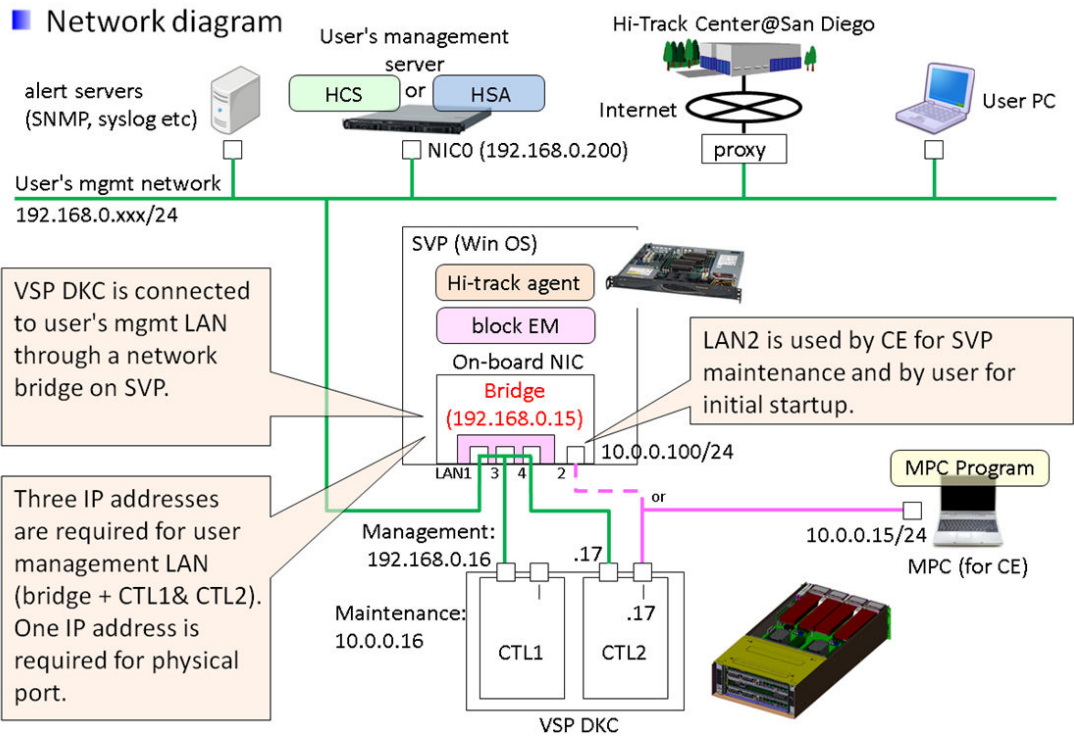 Network diagram
Hi-Track Center@San Diego
User's management
server
alert servers
(SNMP, syslog etc)
HCS
or
HSA
Internet
User PC
NIC0 (192.168.0.200)
proxy
User's mgmt network
192.168.0.xxx/24
SVP (Win OS)
Hi-track agent
block EM
On-board NIC
Bridge
(192.168.0.15)
VSP DKC is connected
to user's mgmt LAN
through a network
bridge on SVP.
LAN2 is used by CE for SVP
maintenance and by user for
initial startup.
10.0.0.100/24
LAN1 3 4 2
MPC Program
or
10.0.0.15/24
MPC (for CE)
Three IP addresses
are required for user
management LAN
(bridge + CTL1& CTL2).
One IP address is
required for physical
port.
Management:
192.168.0.16
.17
Maintenance:
10.0.0.16
.17
CTL1
CTL2
VSP DKC